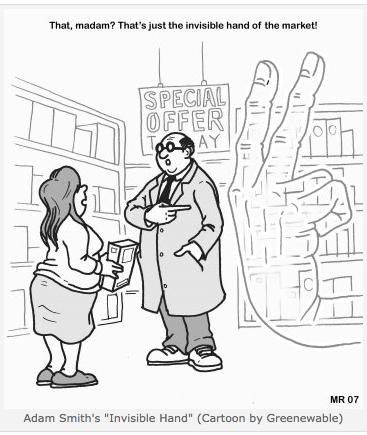 That, madam? That's just the invisible hand of the market!
SPECIAL
OFFER
T AY
MR 07
Adam Smith's "Invisible Hand" (Cartoon by Greenewable)